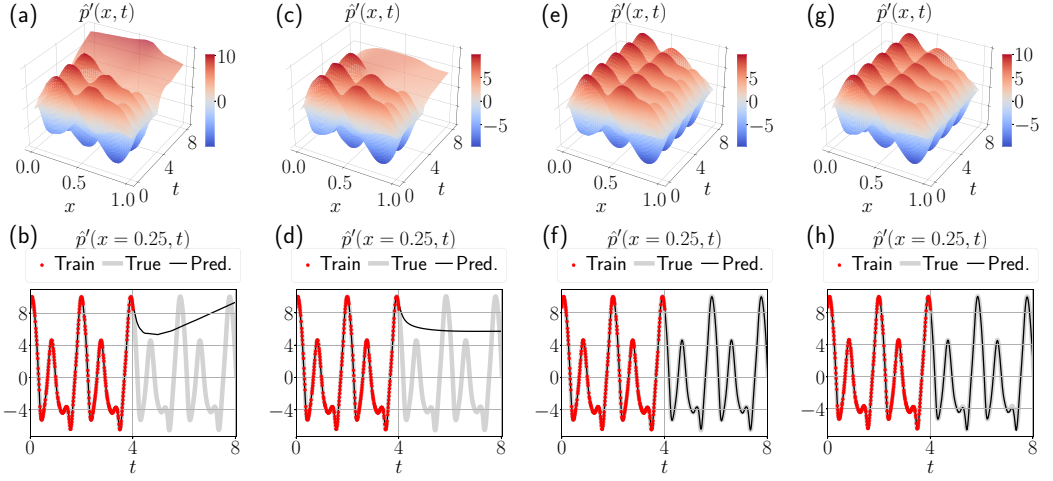 (a) p̂′(x, t)
10
0
0.0
0.5
1.0
x
0
4
8
t
(c) p̂′(x, t)
5
0
−5
0.0
0.5
1.0
x
0
4
8
t
(e) p̂′(x, t)
5
0
−5
0.0
0.5
1.0
x
0
4
8
t
(g) p̂′(x, t)
10
5
0
−5
0.0
0.5
1.0
x
0
4
8
t
(b) p̂′(x = 0.25, t)
Train True Pred.
8
4
0
−4
0 4 8
t
(d) p̂′(x = 0.25, t)
Train True Pred.
8
4
0
−4
0 4 8
t
(f) p̂′(x = 0.25, t)
Train True Pred.
8
4
0
−4
0 4 8
t
(h) p̂′(x = 0.25, t)
Train True Pred.
8
4
0
−4
0 4 8
t